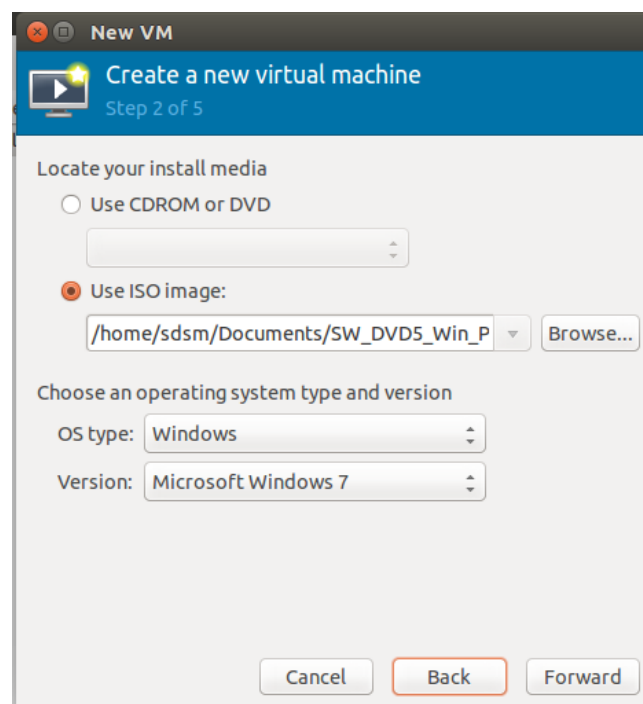 New VM
Create a new virtual machine
Step 2 of 5
Locate your install media
Use CDROM or DVD
Use ISO image:
/home/sdsm/Documents/SW_DVD5_Win_P Browse...
Choose an operating system type and version
OS type: Windows
Version: Microsoft Windows 7
Cancel Back Forward